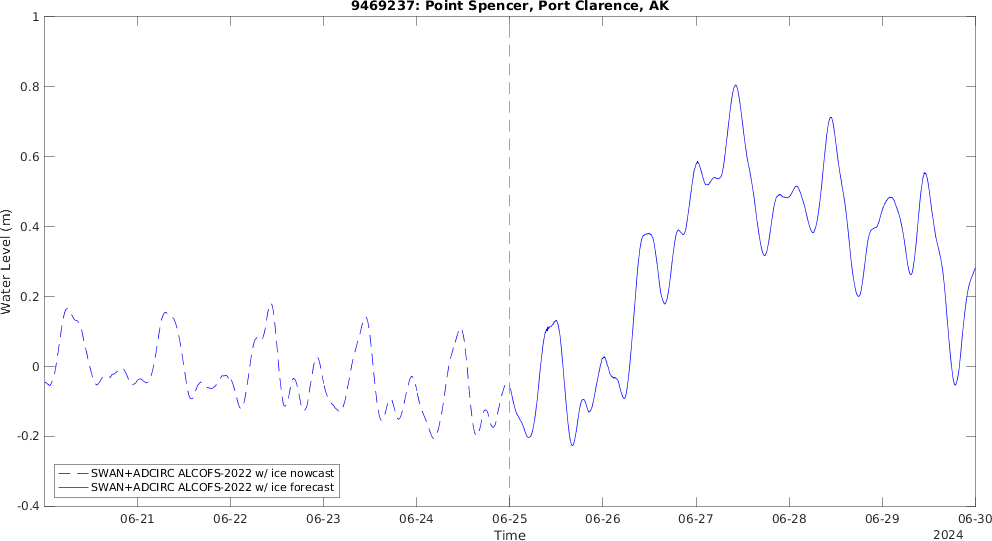 9469237: Point Spencer, Port Clarence, AK
1
0.8
0.6
0.4
0.2
0
-0.2
-0.4
Water Level (m)
SWAN+ADCIRC ALCOFS-2022 w/ ice nowcast
SWAN+ADCIRC ALCOFS-2022 w/ ice forecast
06-21 06-22 06-23 06-24 06-25 06-26 06-27 06-28 06-29 06-30
Time
2024